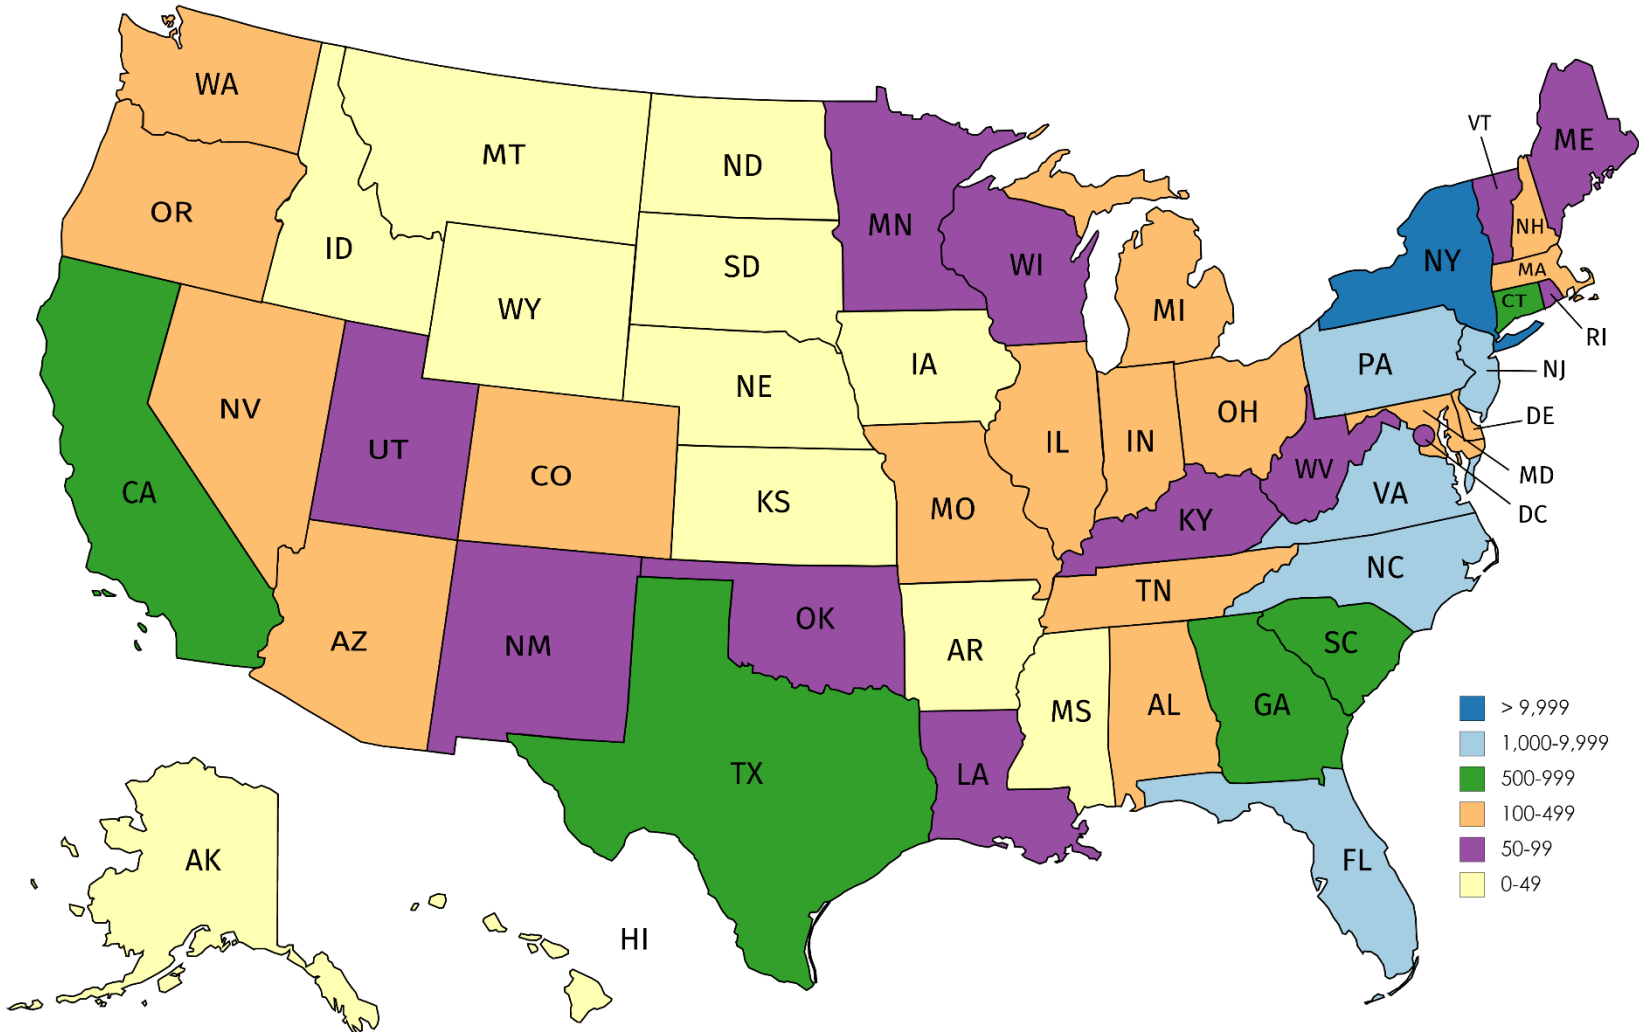 WA
MT
ND
VT
ME
OR
MN
NH
ID
SD
WI
NY
MA
WY
MI
CT
RI
IA
PA
NJ
NE
NV
OH
DE
UT
CO
IL
IN
WV
MD
CA
KS
MO
VA
DC
KY
NC
TN
OK
AZ
NM
AR
SC
MS
AL
GA
TX
LA
AK
FL
HI
> 9,999
1,000-9,999
500-999
100-499
50-99
0-49